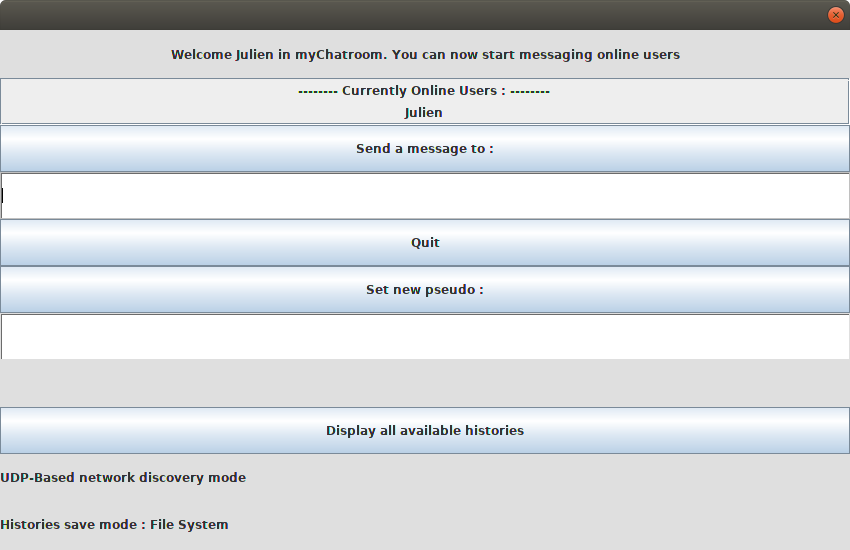 Welcome Julien in myChatroom. You can now start messaging online users
-------- Currently Online Users : --------
Julien
Send a message to :
Quit
Set new pseudo :
Display all available histories
UDP-Based network discovery mode
Histories save mode : File System